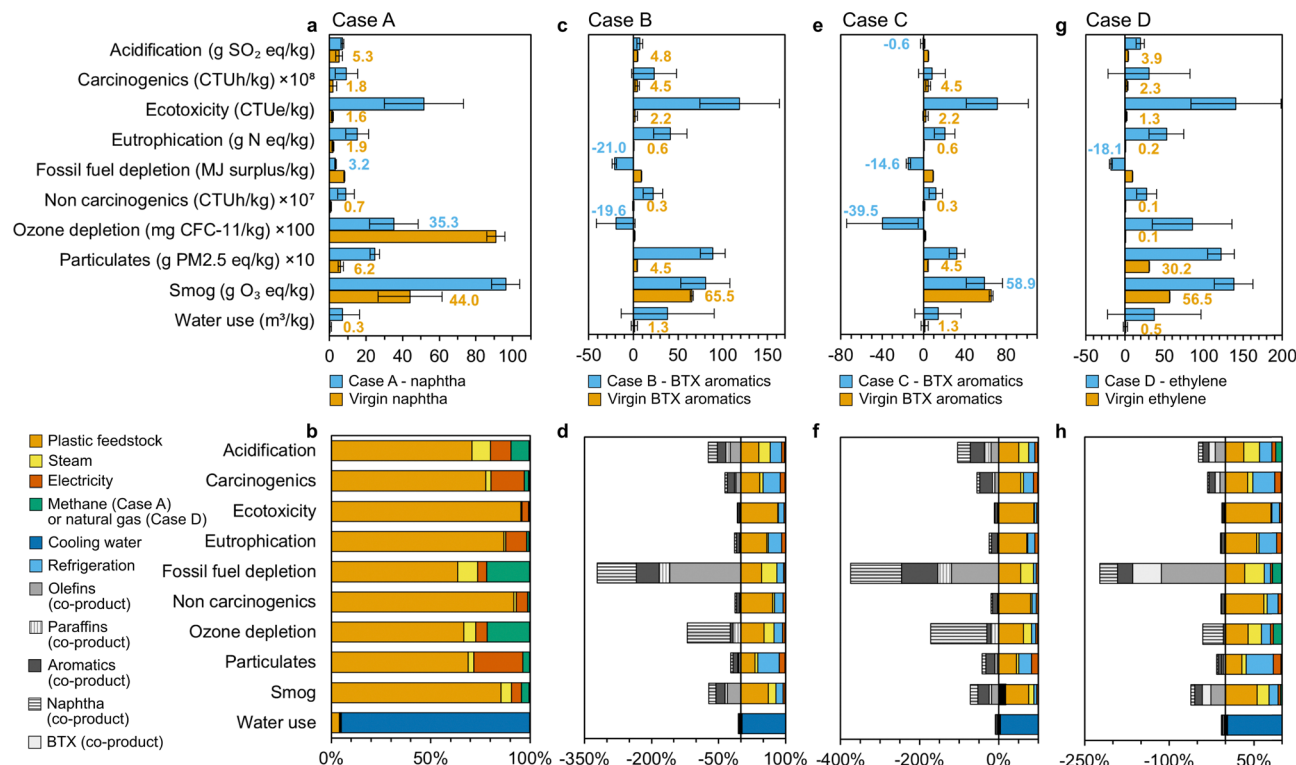 a Case A
c Case B
e Case C
g Case D
Acidification (g SO₂ eq/kg)
5.3
4.8
-0.6
3.9
Carcinogenics (CTUh/kg) ×10⁸
1.8
4.5
4.5
2.3
Ecotoxicity (CTUe/kg)
1.6
2.2
2.2
1.3
Eutrophication (g N eq/kg)
1.9
0.6
0.6
0.2
Fossil fuel depletion (MJ surplus/kg)
3.2
-21.0
-14.6
-18.1
Non carcinogenics (CTUh/kg) ×10⁷
0.7
0.3
0.3
0.1
Ozone depletion (mg CFC-11/kg) ×100
35.3
-19.6
-39.5
0.1
Particulates (g PM2.5 eq/kg) ×10
6.2
4.5
4.5
30.2
Smog (g O₃ eq/kg)
44.0
65.5
58.9
56.5
Water use (m³/kg)
0.3
1.3
1.3
0.5
0 20 40 60 80 100
-50 0 50 100 150
-80 -40 0 40 80
-50 0 50 100 150 200
Case A - naphtha
Virgin naphtha
Case B - BTX aromatics
Virgin BTX aromatics
Case C - BTX aromatics
Virgin BTX aromatics
Case D - ethylene
Virgin ethylene
b
d
f
h
Plastic feedstock
Steam
Electricity
Methane (Case A)
or natural gas (Case D)
Cooling water
Refrigeration
Olefins
(co-product)
Paraffins
(co-product)
Aromatics
(co-product)
Naphtha
(co-product)
BTX (co-product)
Acidification
Carcinogenics
Ecotoxicity
Eutrophication
Fossil fuel depletion
Non carcinogenics
Ozone depletion
Particulates
Smog
Water use
0% 50% 100%
-350% -200% -50% 100%
-400% -200% 0%
-250% -100% 50%